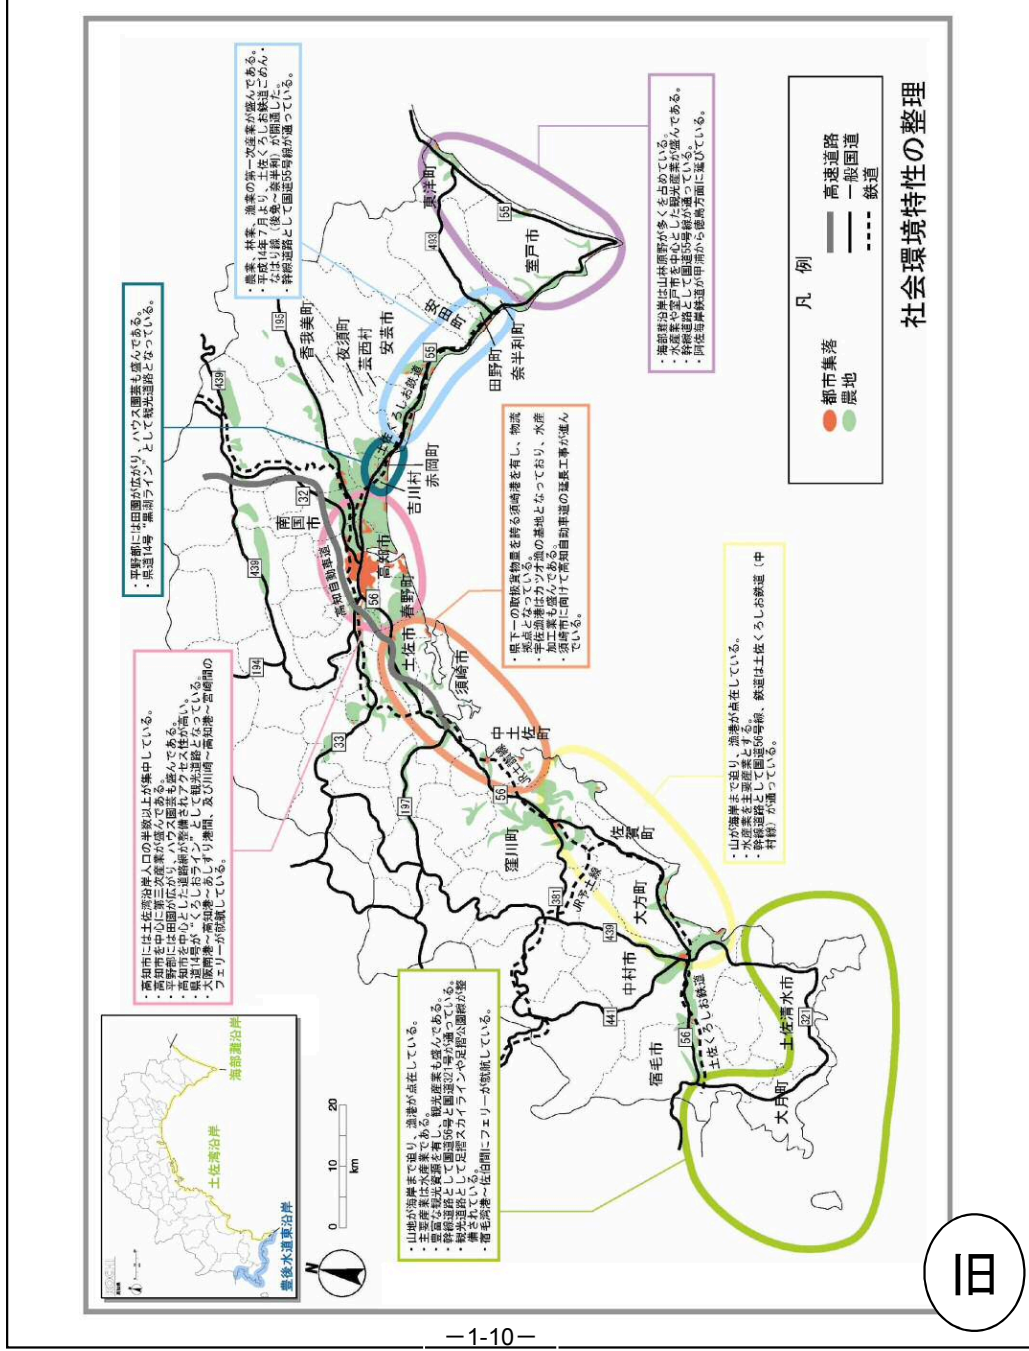 社会環境特性の整理
凡　例
高速道路
一般国道
鉄道
都市集落
農地
・農業、林業、漁業の第一次産業が盛んである。
・平成14年7月より、土佐くろしお鉄道ごめん・
なはり線（後免～奈半利）が開通した。
・幹線道路として国道55号線が通っている。
・海部灘沿岸は山林原野が多くを占めている。
・水産業や室戸市を中心とした観光産業が盛んである。
・幹線道路として国道55号線が通っている。
・阿佐海岸鉄道が甲浦から徳島方面に延びている。
・平野部には田園が広がり、ハウス園芸も盛んである。
・県道14号“黒潮ライン”として観光道路となっている。
・県下一の取扱貨物量を誇る須崎港を有し、物流
拠点となっている。
・宇佐漁港はカツオ漁の基地となっており、水産
加工業も盛んである。
・須崎市に向けて高知自動車道の延長工事が進ん
でいる。
・高知市には土佐湾沿岸人口の半数以上が集中している。
・高知市を中心に第三次産業が盛んである。
・平野部には田園が広がり、ハウス園芸も盛んである。
・高知市を中心とした道路網が整備されアクセス性が高い。
・県道14号が“くろしおライン”として観光道路となっている。
・大阪南港～高知港～あしずり港間、及び川崎～高知港～宮崎間の
フェリーが就航している。
・山が海岸まで迫り、漁港が点在している。
・水産業を主要産業とする。
・幹線道路として国道56号線、鉄道は土佐くろしお鉄道（中
村線）が通っている。
・山地が海岸まで迫り、漁港が点在している。
・主要産業は水産業である。
・豊富な観光資源を有し、観光産業も盛んである。
・幹線道路として国道56号と国道321号が通っている。
・観光道路として足摺スカイラインや足摺公園線が整
備されている。
・宿毛湾港～佐伯間にフェリーが就航している。
東洋町
室戸市
奈半利町
田野町
安田町
安芸市
芸西村
夜須町
香我美町
赤岡町
吉川村
南国市
高知市
春野町
土佐市
須崎市
中土佐町
窪川町
佐賀町
大方町
中村市
宿毛市
土佐清水市
大月町
高知自動車道
土佐くろしお鉄道
JR土讃線
JR予土線
土佐くろしお鉄道
55
493
55
195
439
32
439
194
33
56
197
56
381
439
441
56
321
海部灘沿岸
土佐湾沿岸
豊後水道東沿岸
N
0 10 20
km
旧
－1-10－